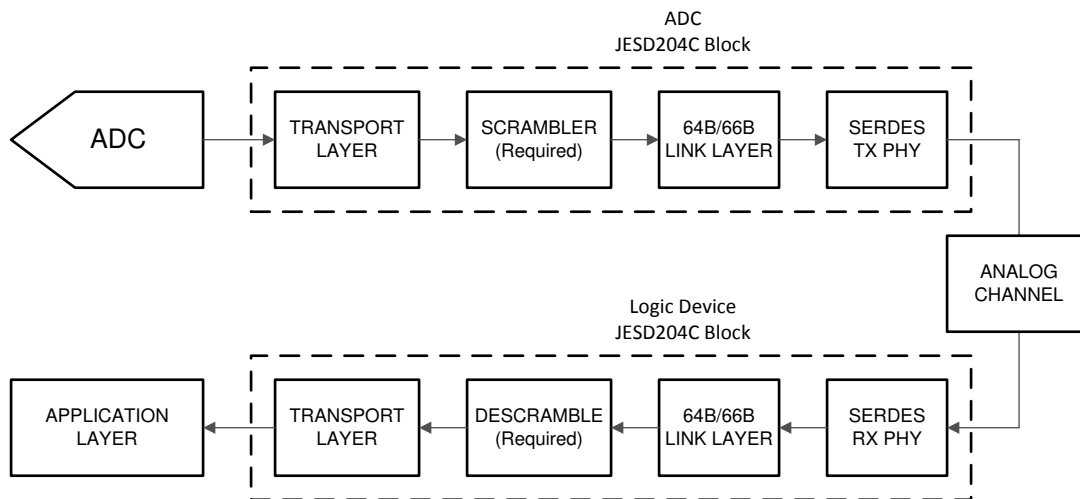 ADC
JESD204C Block
ADC
TRANSPORT
LAYER
SCRAMBLER
(Required)
64B/66B
LINK LAYER
SERDES
TX PHY
ANALOG
CHANNEL
Logic Device
JESD204C Block
APPLICATION
LAYER
TRANSPORT
LAYER
DESCRAMBLE
(Required)
64B/66B
LINK LAYER
SERDES
RX PHY